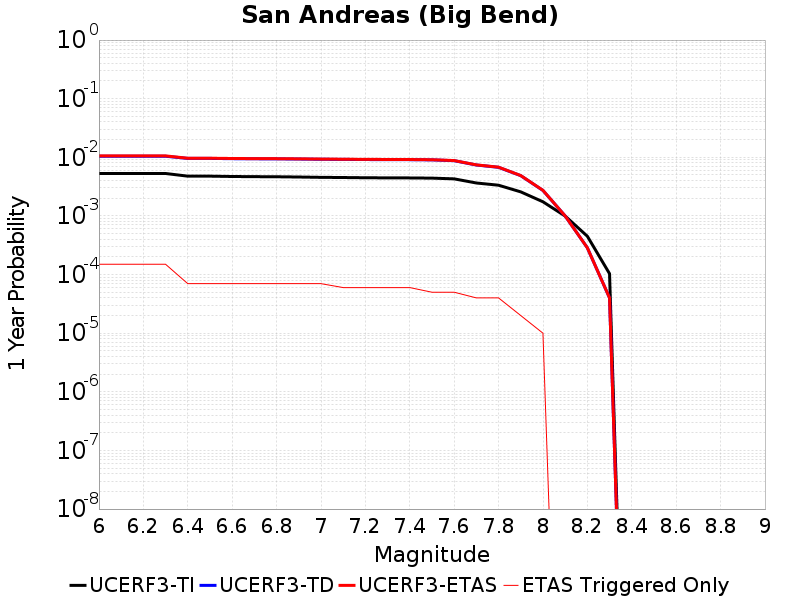 San Andreas (Big Bend)
10^0
10^-1
10^-2
10^-3
10^-4
10^-5
10^-6
10^-7
10^-8
1 Year Probability
6 6.2 6.4 6.6 6.8 7 7.2 7.4 7.6 7.8 8 8.2 8.4 8.6 8.8 9
Magnitude
UCERF3-TI UCERF3-TD UCERF3-ETAS ETAS Triggered Only